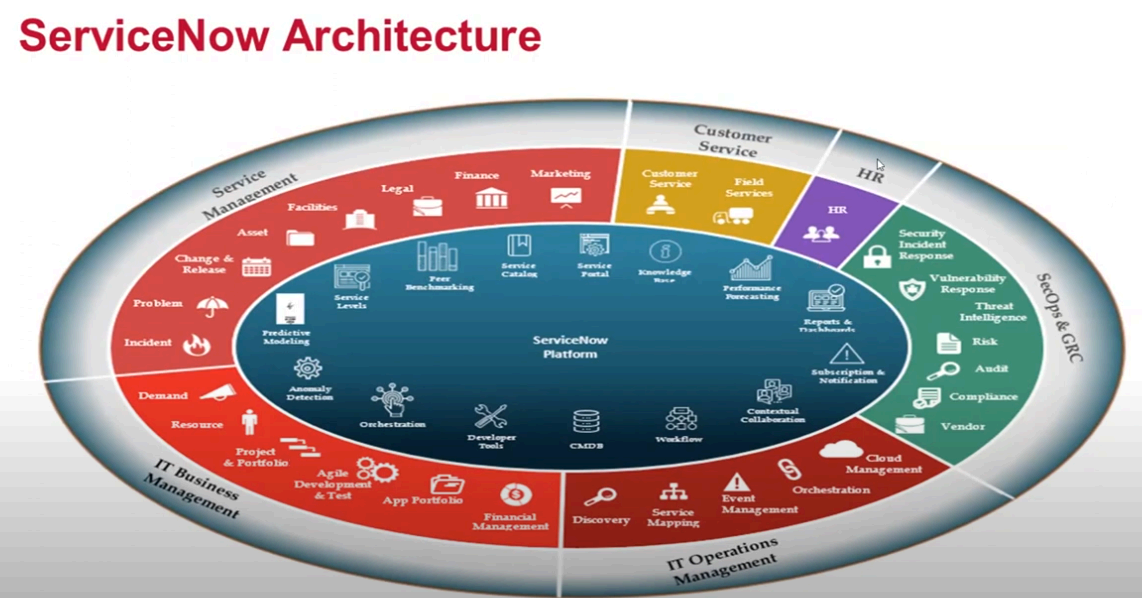 ServiceNow Architecture
Service
Management
Customer
Service
HR
SecOps & GRC
IT Operations
Management
IT Business
Management
Incident
Problem
Change &
Release
Asset
Facilities
Legal
Finance
Marketing
Customer
Service
Field
Services
HR
Security
Incident
Response
Vulnerability
Response
Threat
Intelligence
Risk
Audit
Compliance
Vendor
Cloud
Management
Orchestration
Event
Management
Service
Mapping
Discovery
Financial
Management
App Portfolio
Agile
Development
& Test
Project
& Portfolio
Resource
Demand
Predictive
Modeling
Service
Levels
Peer
Benchmarking
Service
Catalog
Service
Portal
Knowledge
Base
Performance
Forecasting
Reports &
Dashboards
Subscription &
Notification
Contextual
Collaboration
Workflow
CMDB
Developer
Tools
Orchestration
Anomaly
Detection
ServiceNow
Platform